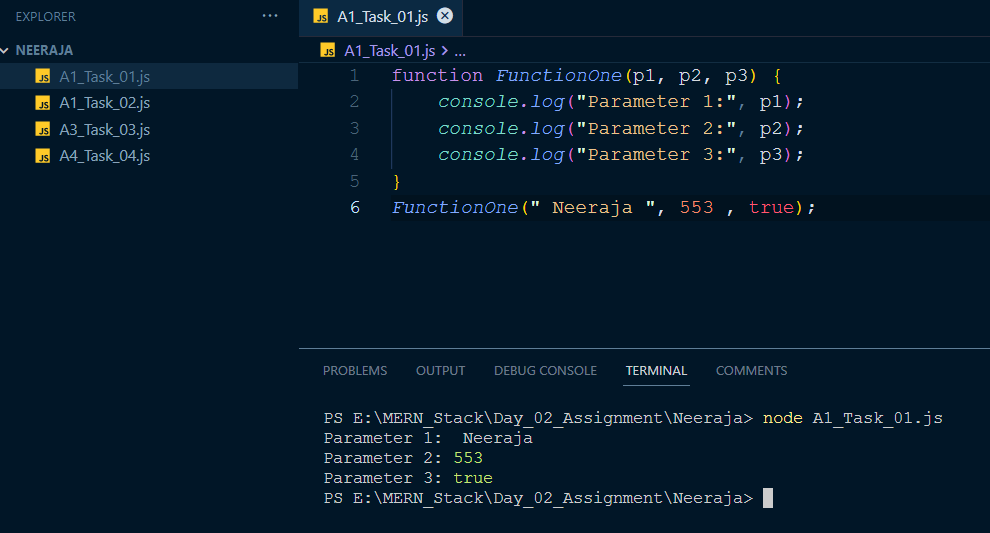 EXPLORER ...
NEERAJA
JS A1_Task_01.js
JS A1_Task_02.js
JS A3_Task_03.js
JS A4_Task_04.js
JS A1_Task_01.js
JS A1_Task_01.js > ...
1 function FunctionOne(p1, p2, p3) {
2     console.log("Parameter 1:", p1);
3     console.log("Parameter 2:", p2);
4     console.log("Parameter 3:", p3);
5 }
6 FunctionOne(" Neeraja ", 553 , true);
PROBLEMS OUTPUT DEBUG CONSOLE TERMINAL COMMENTS
PS E:\MERN_Stack\Day_02_Assignment\Neeraja> node A1_Task_01.js
Parameter 1:  Neeraja
Parameter 2: 553
Parameter 3: true
PS E:\MERN_Stack\Day_02_Assignment\Neeraja>